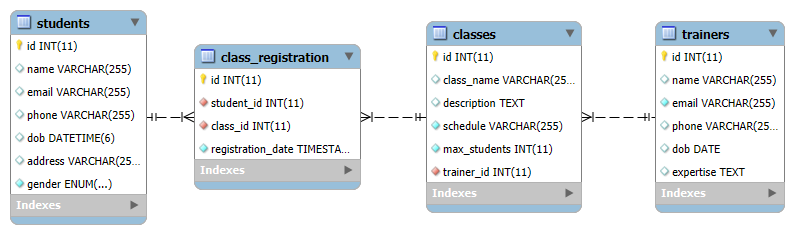 students
id INT(11)
name VARCHAR(255)
email VARCHAR(255)
phone VARCHAR(255)
dob DATETIME(6)
address VARCHAR(25...
gender ENUM(...)
Indexes
class_registration
id INT(11)
student_id INT(11)
class_id INT(11)
registration_date TIMESTA...
Indexes
classes
id INT(11)
class_name VARCHAR(25...
description TEXT
schedule VARCHAR(255)
max_students INT(11)
trainer_id INT(11)
Indexes
trainers
id INT(11)
name VARCHAR(255)
email VARCHAR(255)
phone VARCHAR(255...
dob DATE
expertise TEXT
Indexes